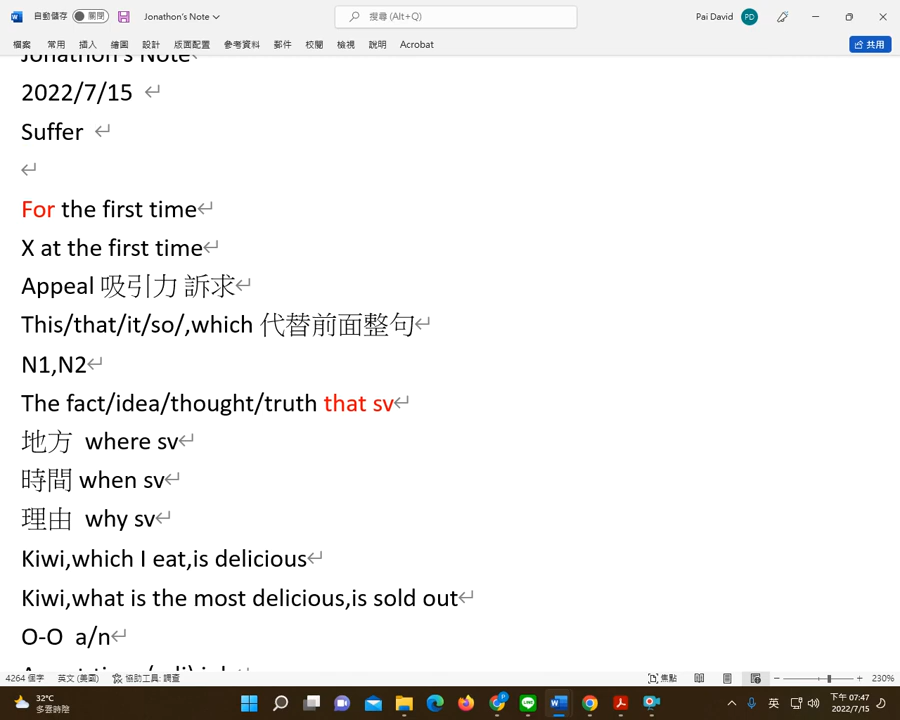 自動儲存 關閉 Jonathon's Note 搜尋 (Alt+Q) Pai David PD
檔案 常用 插入 繪圖 設計 版面配置 參考資料 郵件 校閱 檢視 說明 Acrobat 共用
Jonathon's Note
2022/7/15
Suffer
For the first time
X at the first time
Appeal 吸引力 訴求
This/that/it/so/,which 代替前面整句
N1,N2
The fact/idea/thought/truth that sv
地方 where sv
時間 when sv
理由 why sv
Kiwi,which I eat,is delicious
Kiwi,what is the most delicious,is sold out
O-O a/n
4264 個字 英文 (美國) 協助工具: 調查 焦點 230%
32°C
多雲時陰
英
下午 07:47
2022/7/15